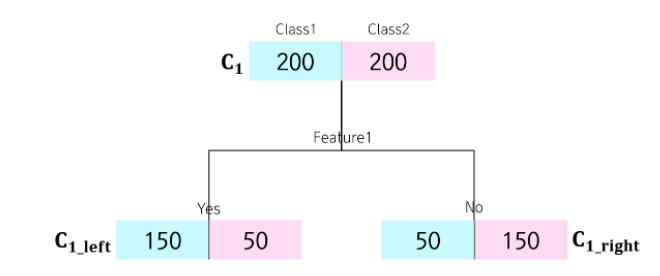 Class1 Class2
C1 200 200
Feature1
Yes No
C1_left 150 50 50 150 C1_right